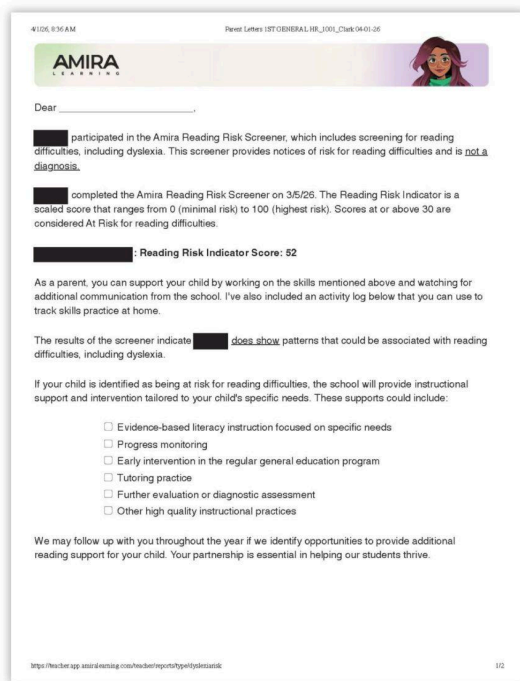 4/1/26, 8:36 AM
Parent Letters 1ST GENERAL HR_1001_Clark 04-01-26
AMIRA
LEARNING
Dear ________________________,
participated in the Amira Reading Risk Screener, which includes screening for reading
difficulties, including dyslexia. This screener provides notices of risk for reading difficulties and is not a
diagnosis.
completed the Amira Reading Risk Screener on 3/5/26. The Reading Risk Indicator is a
scaled score that ranges from 0 (minimal risk) to 100 (highest risk). Scores at or above 30 are
considered At Risk for reading difficulties.
: Reading Risk Indicator Score: 52
As a parent, you can support your child by working on the skills mentioned above and watching for
additional communication from the school. I've also included an activity log below that you can use to
track skills practice at home.
The results of the screener indicate does show patterns that could be associated with reading
difficulties, including dyslexia.
If your child is identified as being at risk for reading difficulties, the school will provide instructional
support and intervention tailored to your child's specific needs. These supports could include:
☐ Evidence-based literacy instruction focused on specific needs
☐ Progress monitoring
☐ Early intervention in the regular general education program
☐ Tutoring practice
☐ Further evaluation or diagnostic assessment
☐ Other high quality instructional practices
We may follow up with you throughout the year if we identify opportunities to provide additional
reading support for your child. Your partnership is essential in helping our students thrive.
https://teacher.app.amiralearning.com/teacher/reports/type/dyslexiarisk
1/2